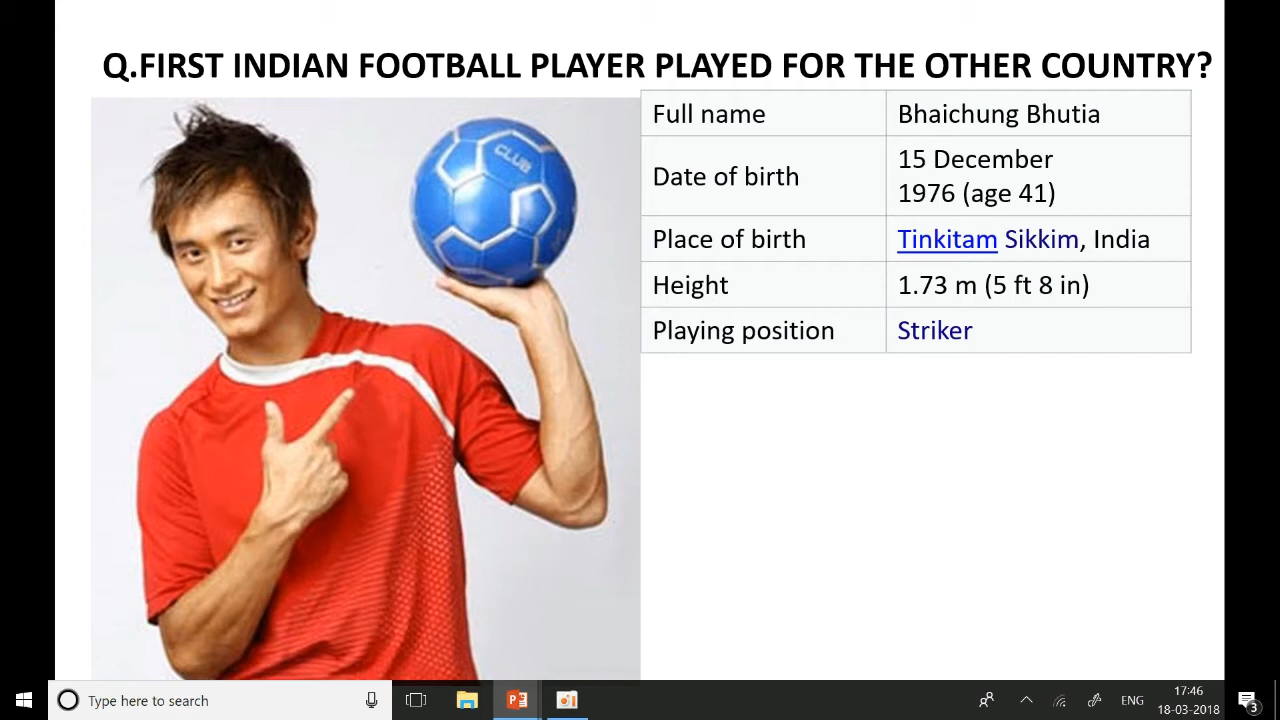 Q.FIRST INDIAN FOOTBALL PLAYER PLAYED FOR THE OTHER COUNTRY?
Full name Bhaichung Bhutia
Date of birth 15 December
1976 (age 41)
Place of birth Tinkitam Sikkim, India
Height 1.73 m (5 ft 8 in)
Playing position Striker
CLUB
Type here to search
ENG
17:46
18-03-2018
3